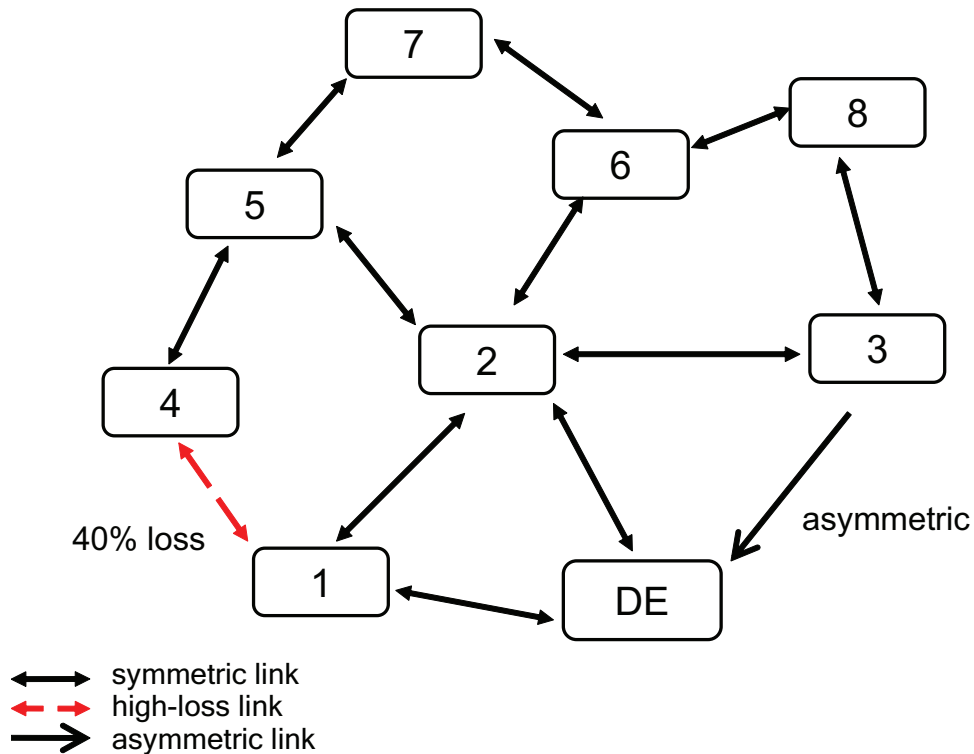 7
8
6
5
2
3
4
40% loss
asymmetric
1
DE
symmetric link
high-loss link
asymmetric link